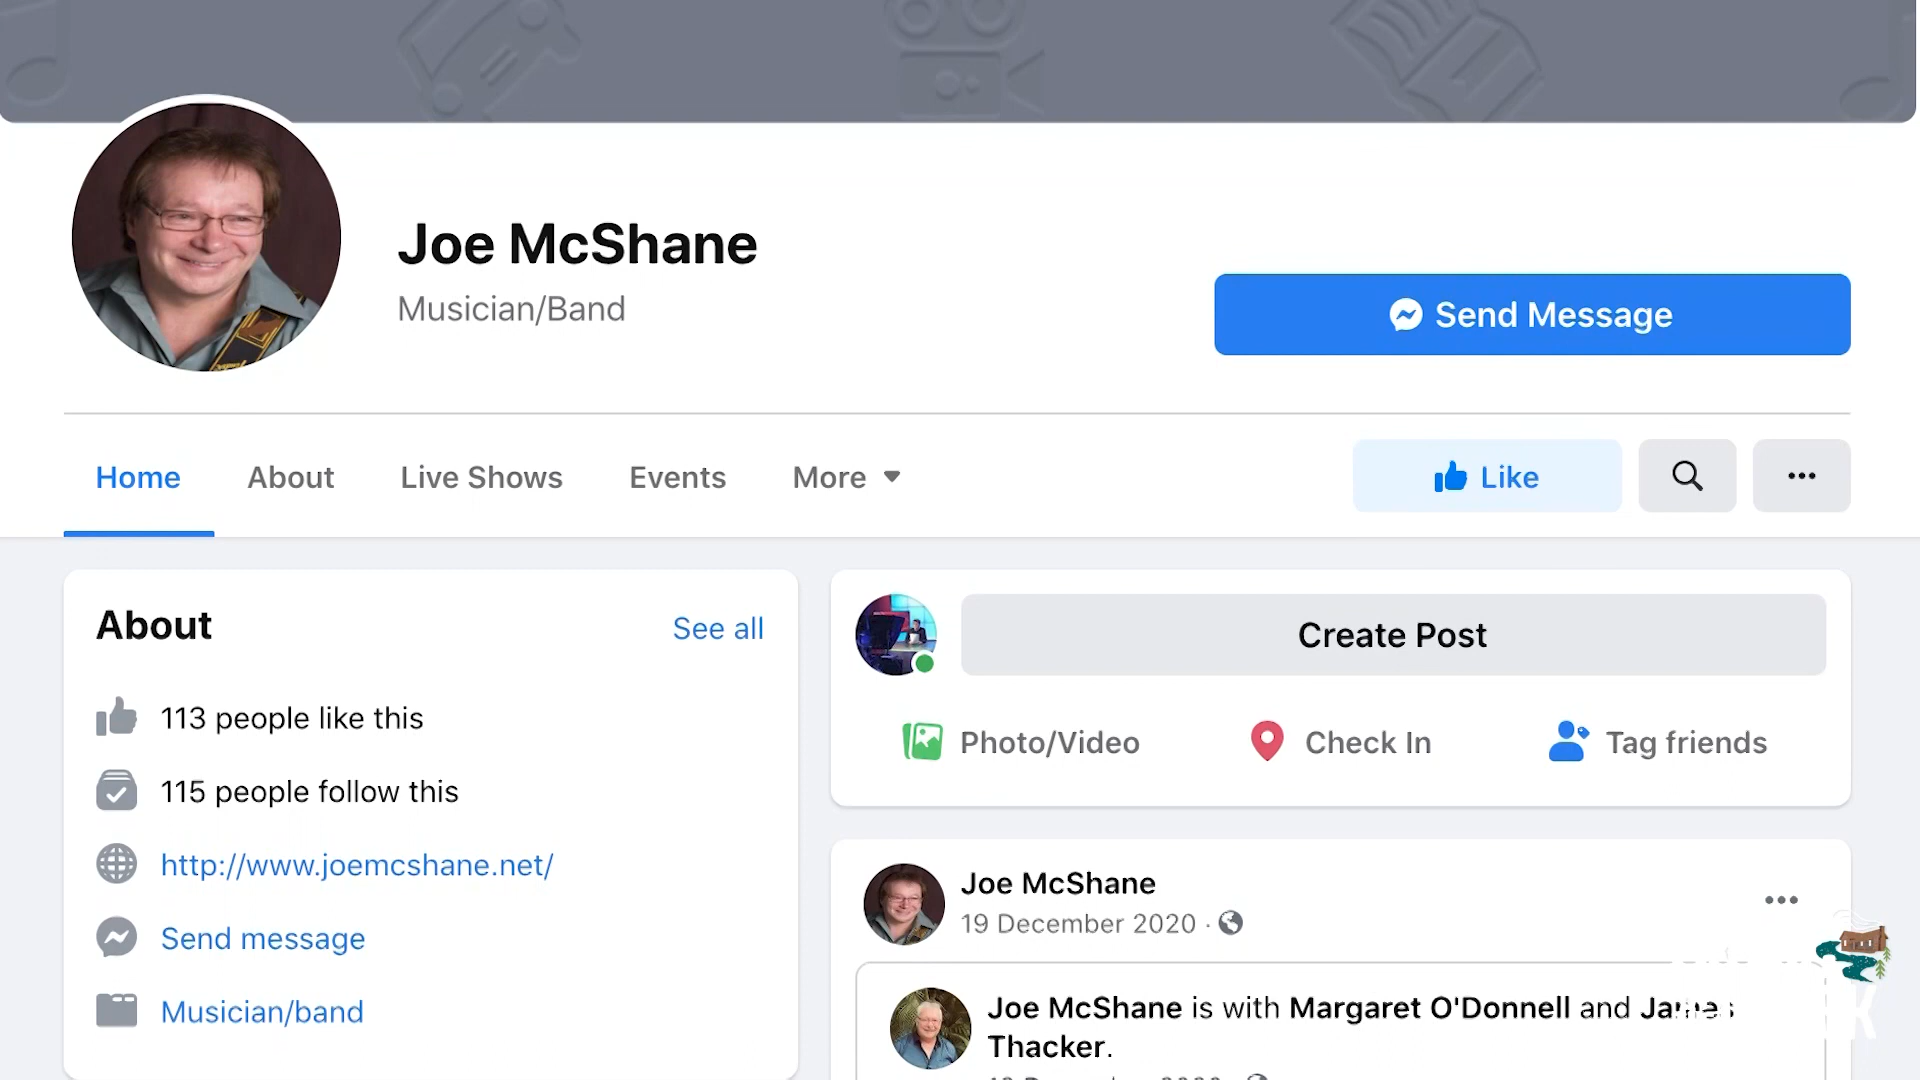 Joe McShane
Musician/Band
Send Message
Home About Live Shows Events More
Like
About See all
113 people like this
115 people follow this
http://www.joemcshane.net/
Send message
Musician/band
Create Post
Photo/Video Check In Tag friends
Joe McShane
19 December 2020 ·
Joe McShane is with Margaret O'Donnell and James
Thacker.